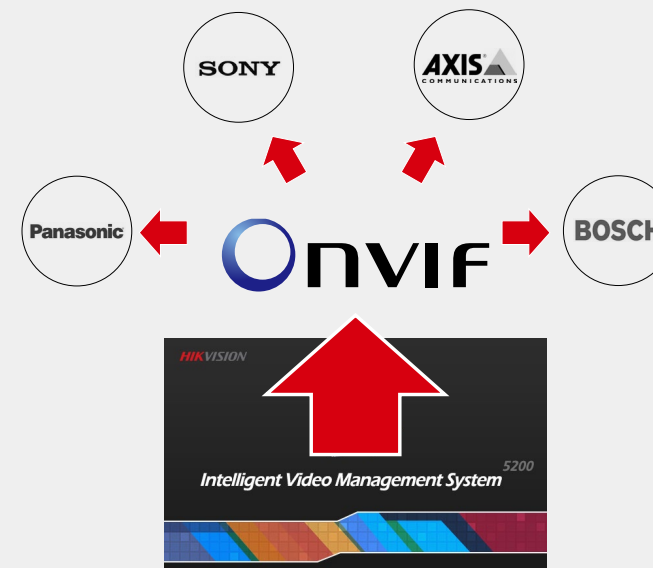 SONY
AXIS
COMMUNICATIONS
Panasonic
ONVIF
BOSCH
HIKVISION
5200
Intelligent Video Management System